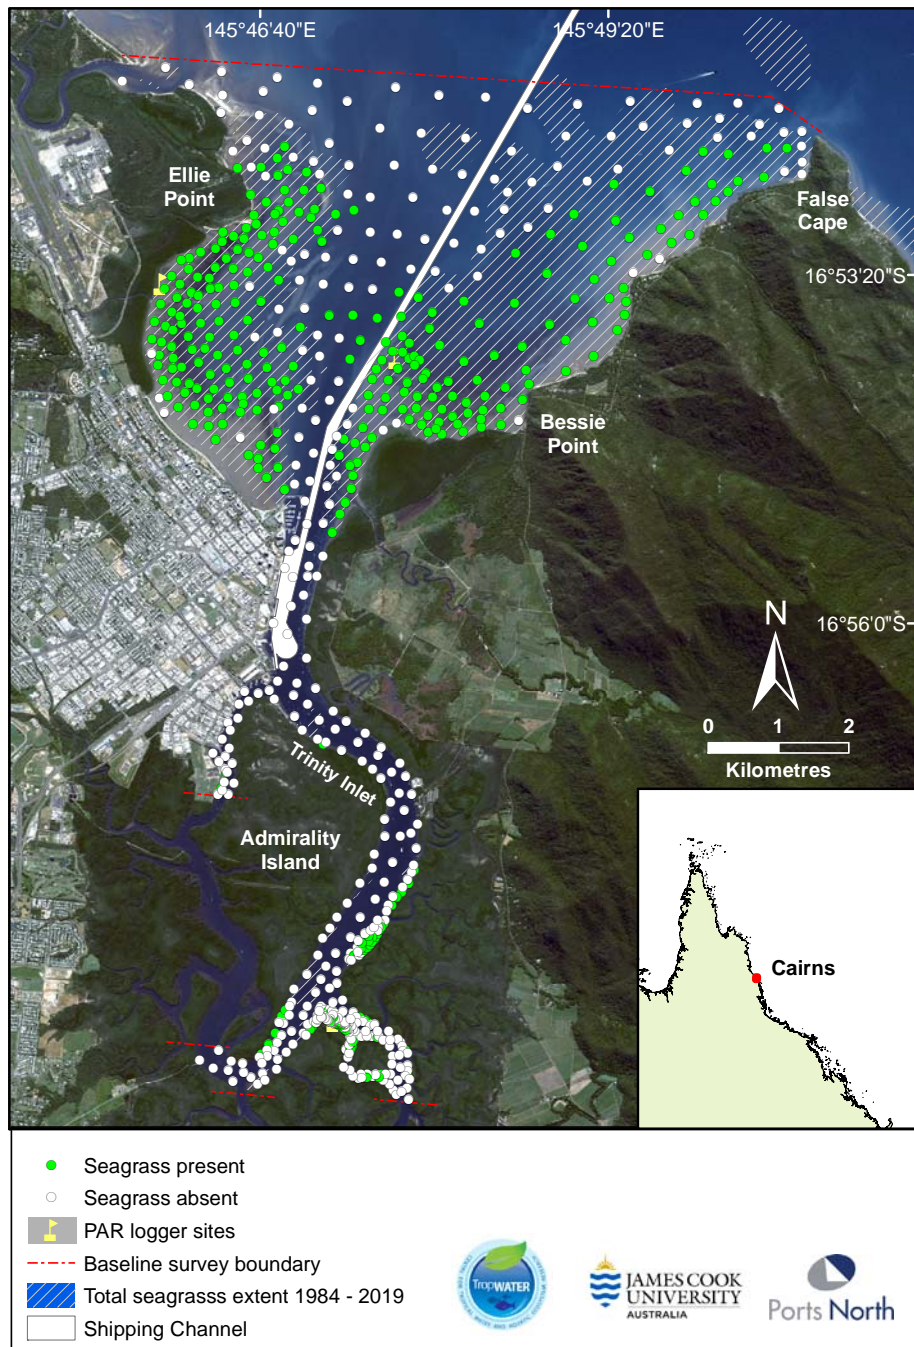 145°46'40"E
145°49'20"E
Ellie
Point
False
Cape
16°53'20"S
Bessie
Point
16°56'0"S
N
0 1 2
Kilometres
Trinity Inlet
Admirality
Island
Cairns
Seagrass present
Seagrass absent
PAR logger sites
Baseline survey boundary
Total seagrasss extent 1984 - 2019
Shipping Channel
TropWATER
JAMES COOK
UNIVERSITY
AUSTRALIA
Ports North